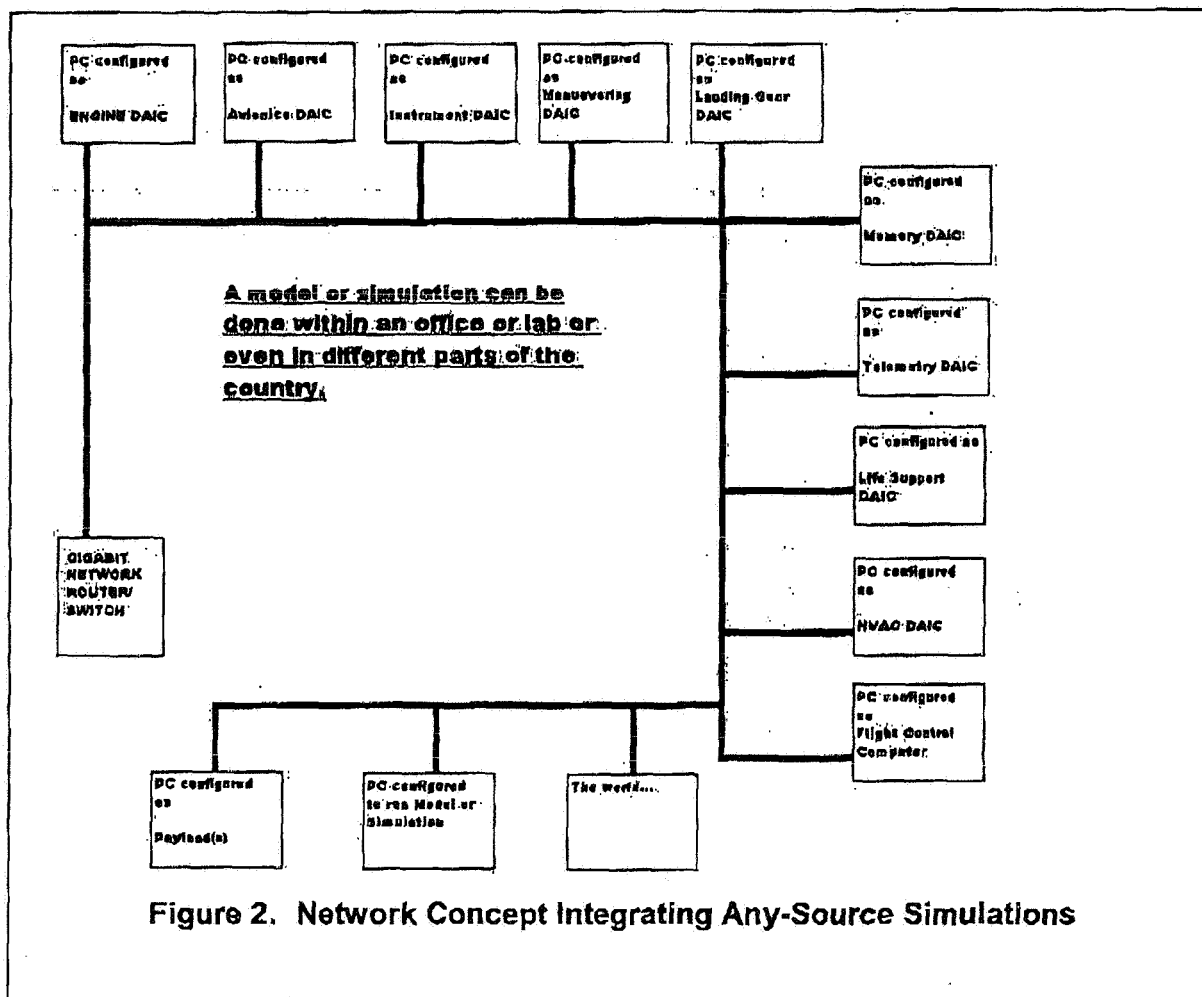 PC configured
as
ENGINE DAIC
PC configured
as
Avionics DAIC
PC configured
as
Instrument DAIC
PC configured
as
Manuevering
DAIC
PC configured
as
Landing Gear
DAIC
PC configured
as
Memory DAIC
A model or simulation can be
done within an office or lab or
even in different parts of the
country.
PC configured
as
Telemetry DAIC
PC configured as
Life Support
DAIC
GIGABIT
NETWORK
ROUTER/
SWITCH
PC configured
as
HVAC DAIC
PC configured
as
Flight Control
Computer
PC configured
as
Payload(s)
PC configured
to run Model or
Simulation
The world....
Figure 2. Network Concept Integrating Any-Source Simulations